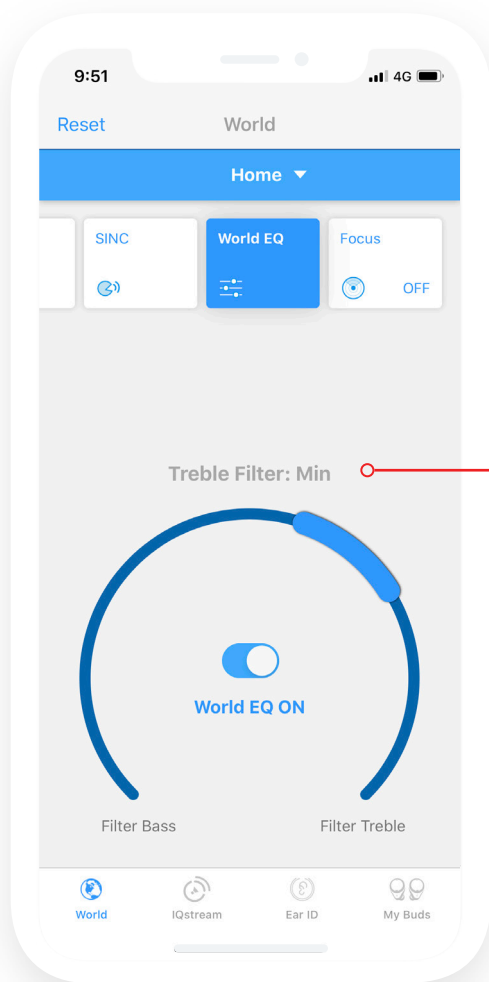 9:51 4G
Reset World
Home
SINC World EQ Focus
OFF
Treble Filter: Min
World EQ ON
Filter Bass Filter Treble
World IQstream Ear ID My Buds